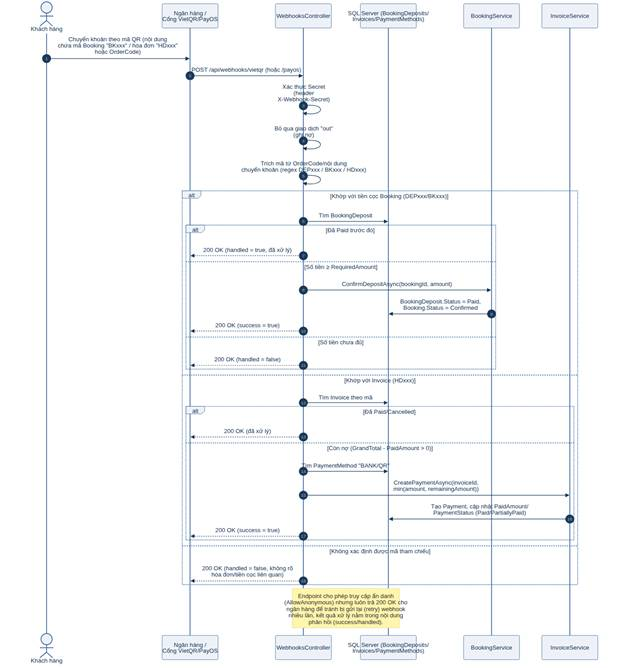 Khách hàng
Ngân hàng /
Cổng VietQR/PayOS
WebhooksController
SQL Server (BookingDeposits/
Invoices/PaymentMethods)
BookingService
InvoiceService
Chuyển khoản theo mã QR (nội dung
chứa mã Booking "BKxxx" / hóa đơn "HDxxx"
hoặc OrderCode)
POST /api/webhooks/vietqr (hoặc /payos)
Xác thực Secret
(header
X-Webhook-Secret)
Bỏ qua giao dịch "out"
(ghi nợ)
Trích mã từ OrderCode/nội dung
chuyển khoản (regex DEPxxx / BKxxx / HDxxx)
alt
[Khớp với tiền cọc Booking (DEPxxx/BKxxx)]
Tìm BookingDeposit
alt
[Đã Paid trước đó]
200 OK (handled = true, đã xử lý)
[Số tiền ≥ RequiredAmount]
ConfirmDepositAsync(bookingId, amount)
BookingDeposit.Status = Paid,
Booking.Status = Confirmed
200 OK (success = true)
[Số tiền chưa đủ]
200 OK (handled = false)
[Khớp với Invoice (HDxxx)]
Tìm Invoice theo mã
alt
[Đã Paid/Cancelled]
200 OK (đã xử lý)
[Còn nợ (GrandTotal - PaidAmount > 0)]
Tìm PaymentMethod "BANK/QR"
CreatePaymentAsync(invoiceId,
min(amount, remainingAmount))
Tạo Payment, cập nhật PaidAmount/
PaymentStatus (Paid/PartiallyPaid)
200 OK (success = true)
[Không xác định được mã tham chiếu]
200 OK (handled = false, không rõ
hóa đơn/tiền cọc liên quan)
Endpoint cho phép truy cập ẩn danh
(AllowAnonymous) nhưng luôn trả 200 OK cho
ngân hàng để tránh bị gửi lại (retry) webhook
nhiều lần, kết quả xử lý nằm trong nội dung
phản hồi (success/handled).
Khách hàng
Ngân hàng /
Cổng VietQR/PayOS
WebhooksController
SQL Server (BookingDeposits/
Invoices/PaymentMethods)
BookingService
InvoiceService